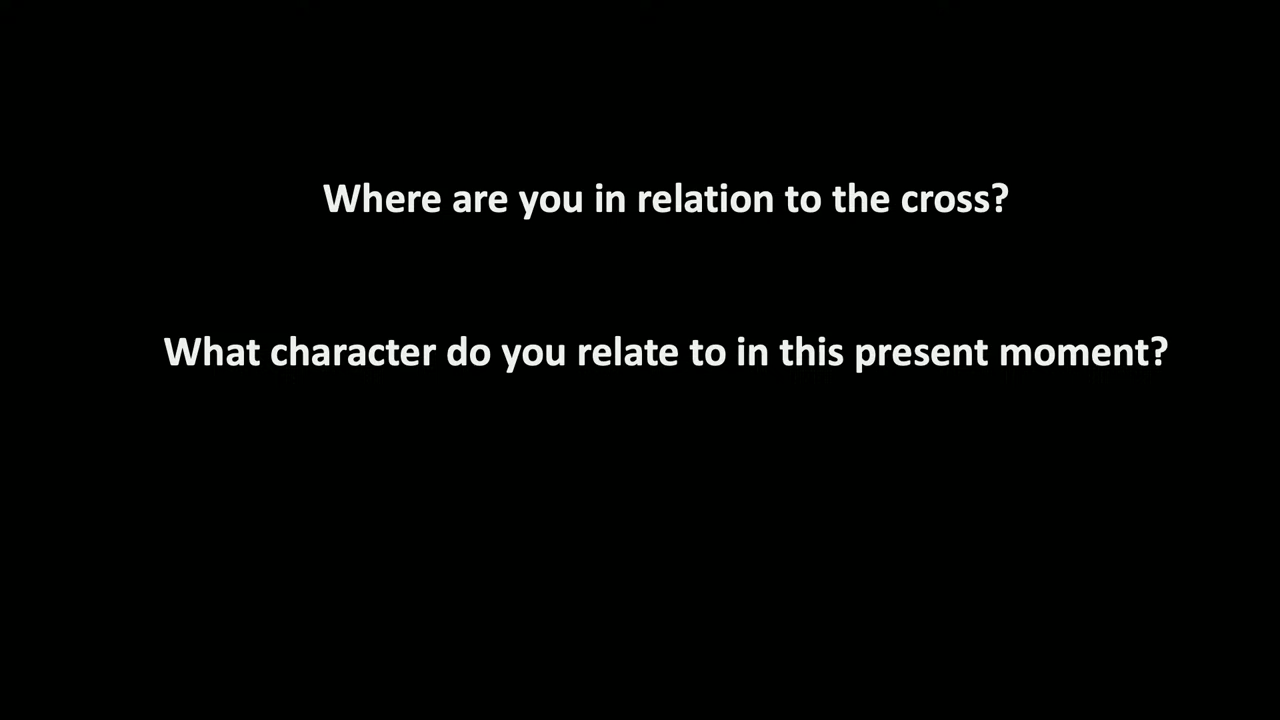 Where are you in relation to the cross?
What character do you relate to in this present moment?